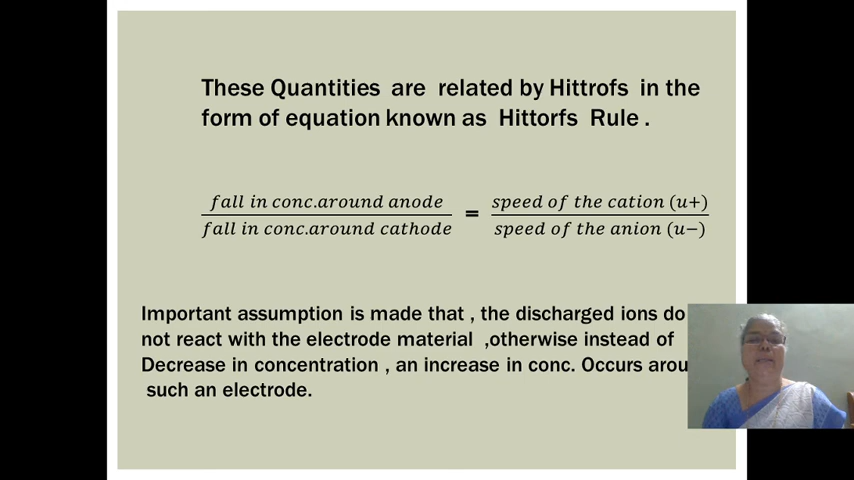 These Quantities are related by Hittrofs in the
form of equation known as Hittorfs Rule .
fall in conc.around anode
fall in conc.around cathode
=
speed of the cation (u+)
speed of the anion (u−)
Important assumption is made that , the discharged ions do
not react with the electrode material ,otherwise instead of
Decrease in concentration , an increase in conc. Occurs arou
such an electrode.